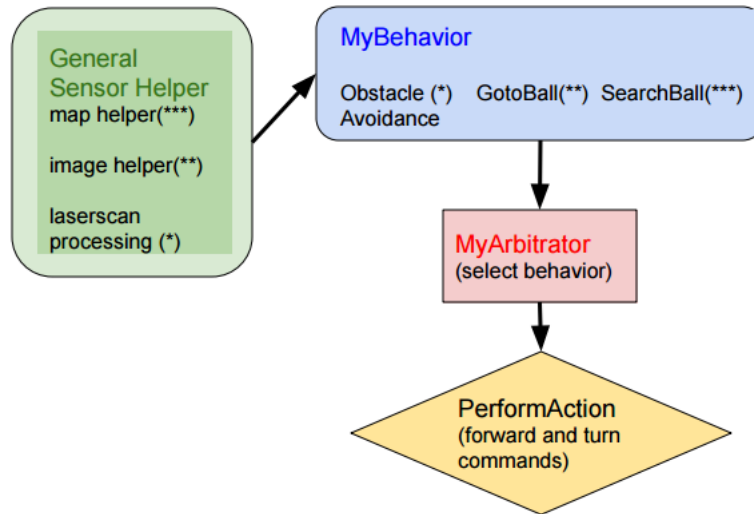 General
Sensor Helper
map helper(***)
image helper(**)
laserscan
processing (*)
MyBehavior
Obstacle (*) GotoBall(**) SearchBall(***)
Avoidance
MyArbitrator
(select behavior)
PerformAction
(forward and turn
commands)